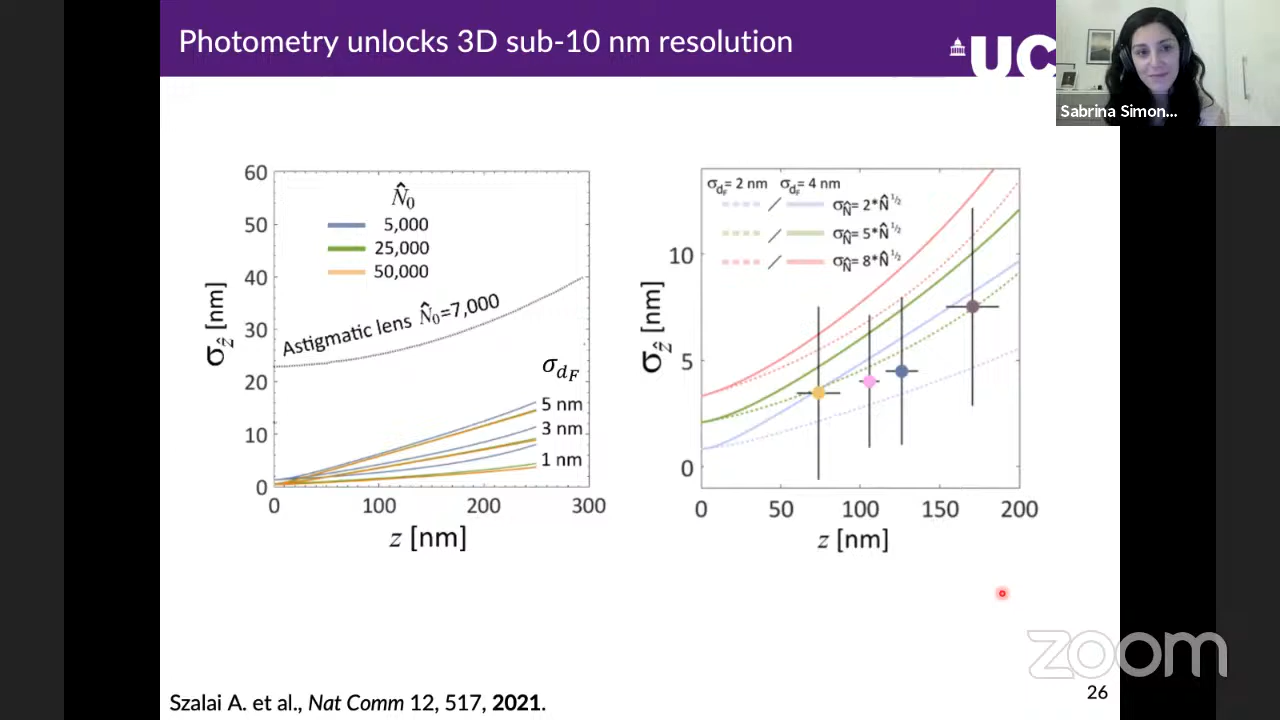 Photometry unlocks 3D sub-10 nm resolution
UC
Sabrina Simon...
60
50
40
30
20
10
0
σẑ [nm]
N̂₀
5,000
25,000
50,000
Astigmatic lens N̂₀=7,000
σ_dF
5 nm
3 nm
1 nm
0
100
200
300
z [nm]
10
5
0
σẑ [nm]
σ_dF= 2 nm σ_dF= 4 nm
/ σN̂= 2*N̂^1/2
/ σN̂= 5*N̂^1/2
/ σN̂= 8*N̂^1/2
0
50
100
150
200
z [nm]
zoom
Szalai A. et al., Nat Comm 12, 517, 2021.
26